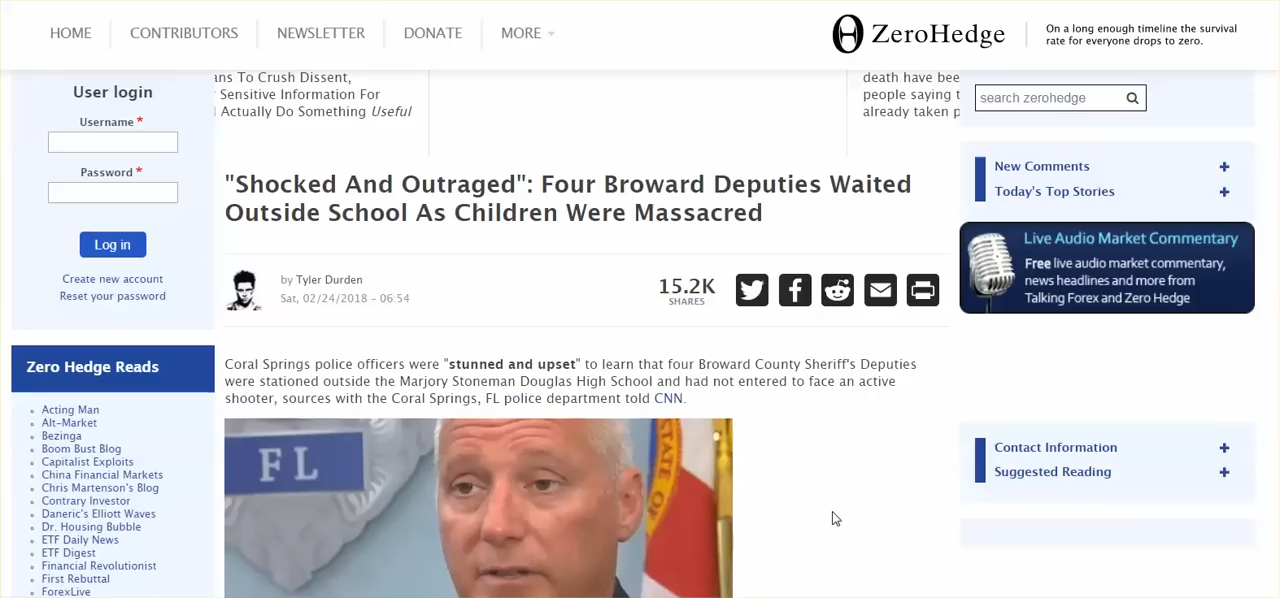 HOME
CONTRIBUTORS
NEWSLETTER
DONATE
MORE
ZeroHedge
On a long enough timeline the survival
rate for everyone drops to zero.
User login
Username *
Password *
Log in
Create new account
Reset your password
Zero Hedge Reads
Acting Man
Alt-Market
Bezinga
Boom Bust Blog
Capitalist Exploits
China Financial Markets
Chris Martenson's Blog
Contrary Investor
Daneric's Elliott Waves
Dr. Housing Bubble
ETF Daily News
ETF Digest
Financial Revolutionist
First Rebuttal
ForexLive
ans To Crush Dissent,
Sensitive Information For
Actually Do Something Useful
death have bee
people saying t
already taken p
"Shocked And Outraged": Four Broward Deputies Waited
Outside School As Children Were Massacred
by Tyler Durden
Sat, 02/24/2018 - 06:54
15.2K
SHARES
Coral Springs police officers were "stunned and upset" to learn that four Broward County Sheriff's Deputies
were stationed outside the Marjory Stoneman Douglas High School and had not entered to face an active
shooter, sources with the Coral Springs, FL police department told CNN.
FL
search zerohedge
New Comments
Today's Top Stories
Live Audio Market Commentary
Free live audio market commentary,
news headlines and more from
Talking Forex and Zero Hedge
Contact Information
Suggested Reading